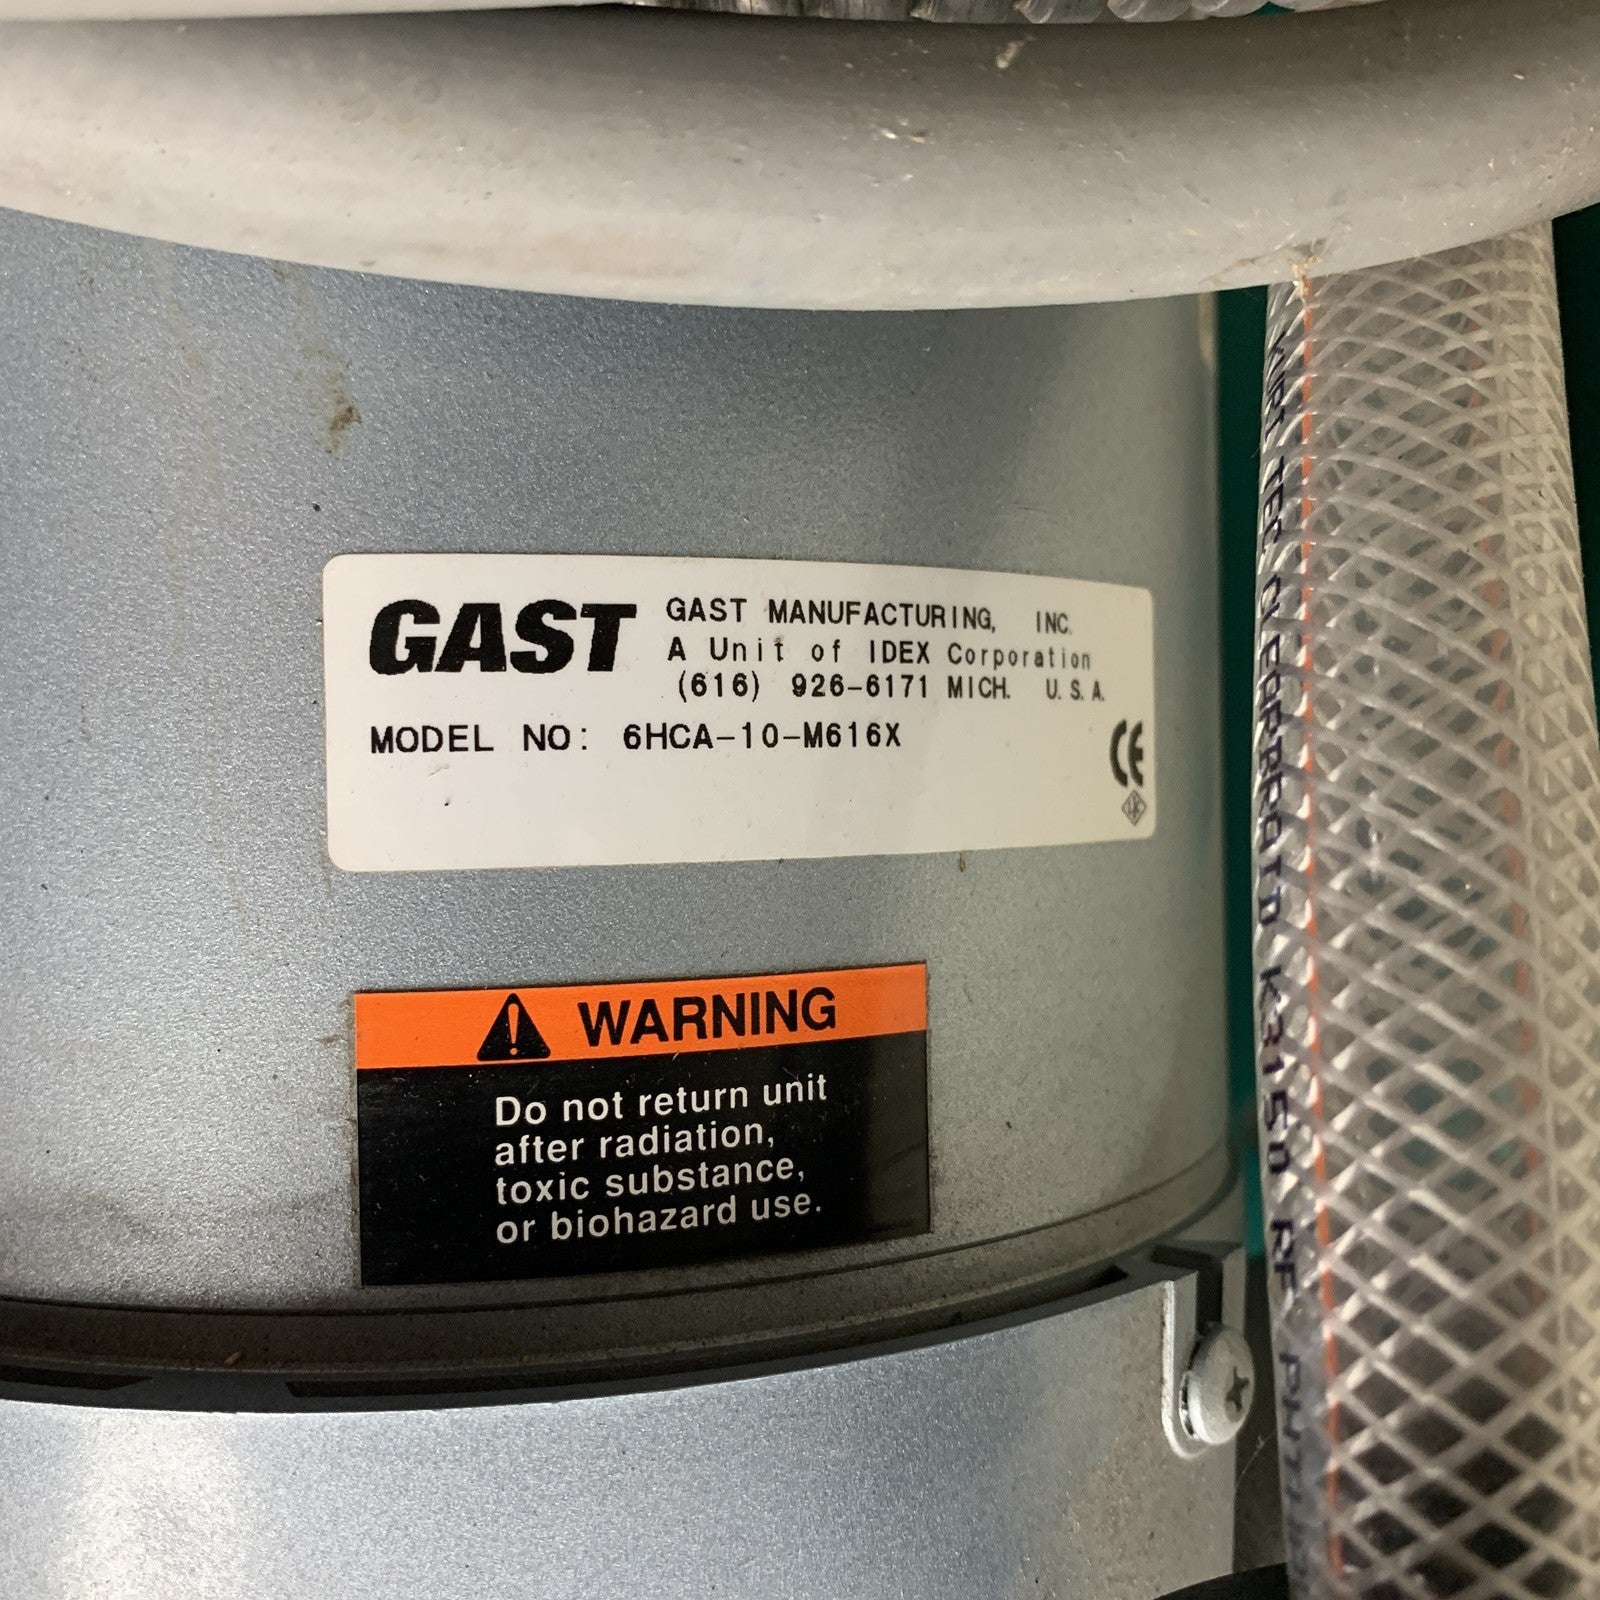 GAST
GAST MANUFACTURING, INC.
A Unit of IDEX Corporation
(616) 926-6171 MICH. U.S.A.
MODEL NO: 6HCA-10-M616X
CE
WARNING
Do not return unit
after radiation,
toxic substance,
or biohazard use.
K3150